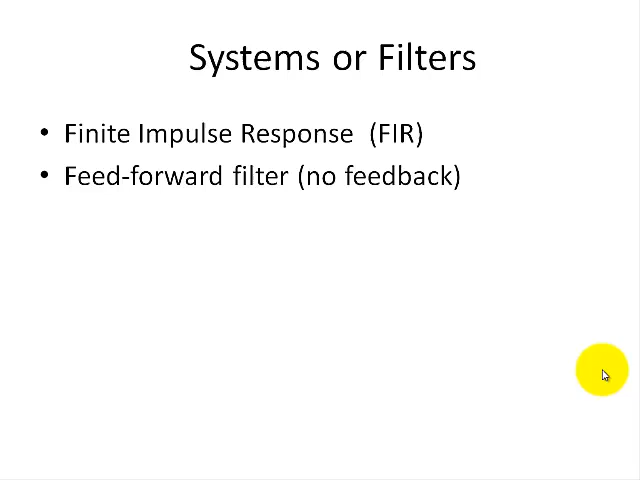 Systems or Filters
• Finite Impulse Response  (FIR)
• Feed-forward filter (no feedback)